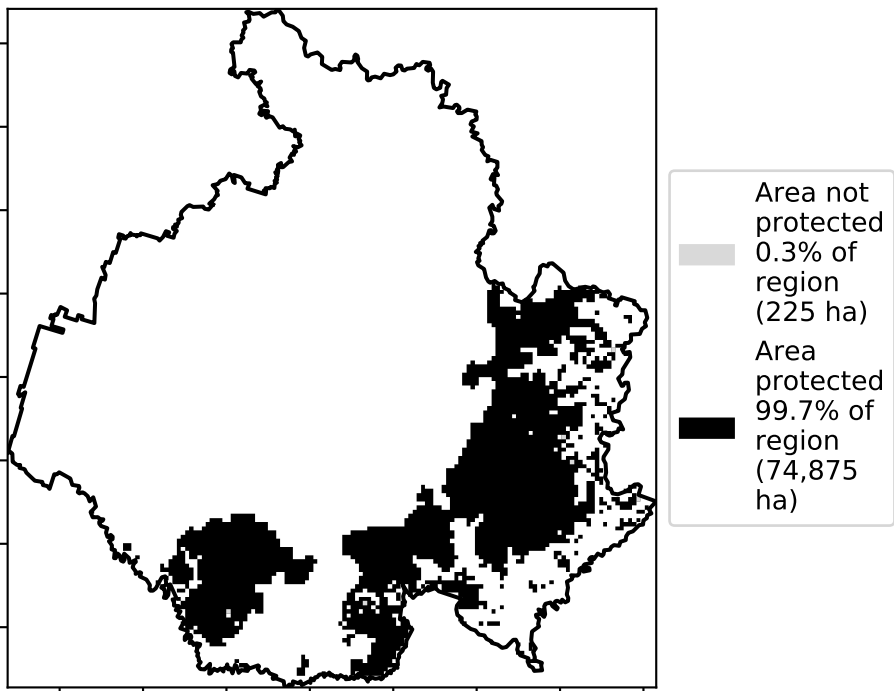 Area not
protected
0.3% of
region
(225 ha)
Area
protected
99.7% of
region
(74,875
ha)